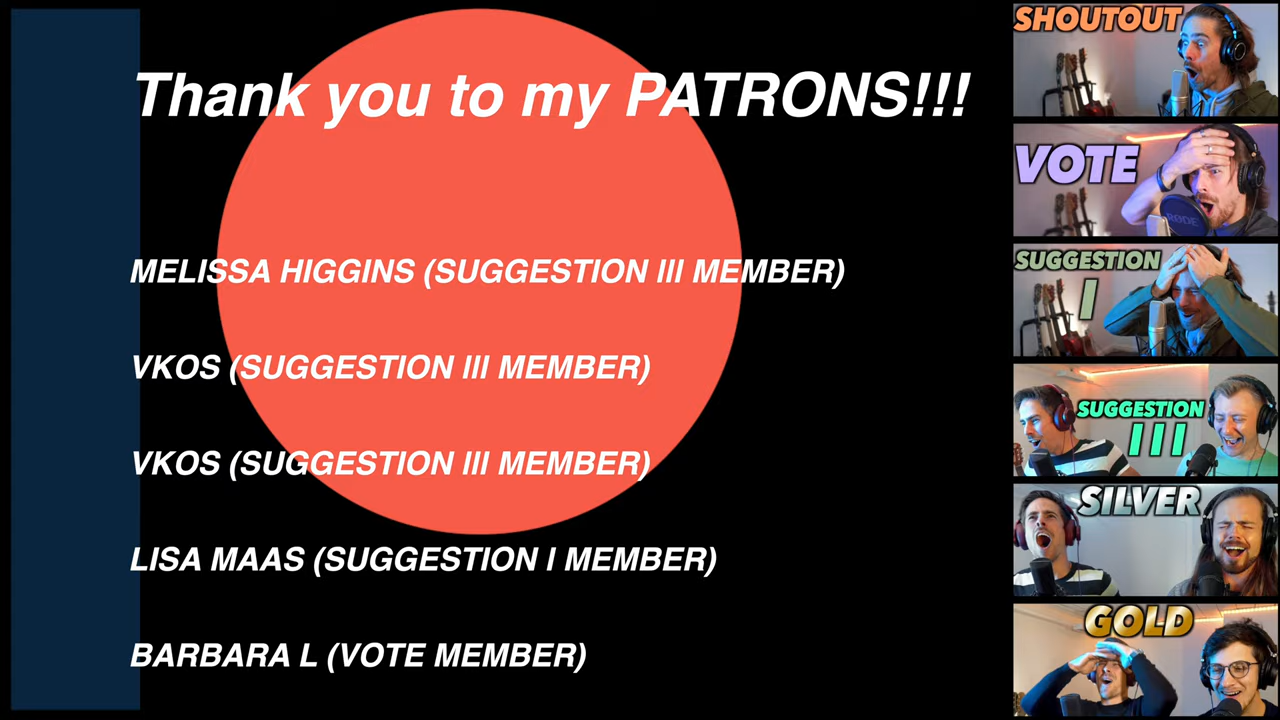 Thank you to my PATRONS!!!
MELISSA HIGGINS (SUGGESTION III MEMBER)
VKOS (SUGGESTION III MEMBER)
VKOS (SUGGESTION III MEMBER)
LISA MAAS (SUGGESTION I MEMBER)
BARBARA L (VOTE MEMBER)
SHOUTOUT
VOTE
RØDE
SUGGESTION
I
SUGGESTION
III
SILVER
GOLD